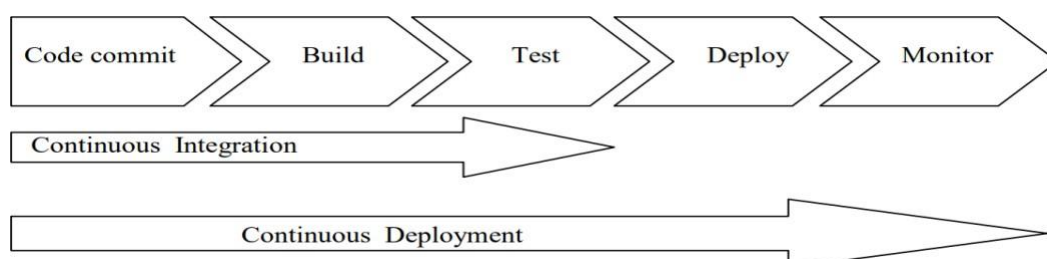 Code commit Build Test Deploy Monitor
Continuous Integration
Continuous Deployment